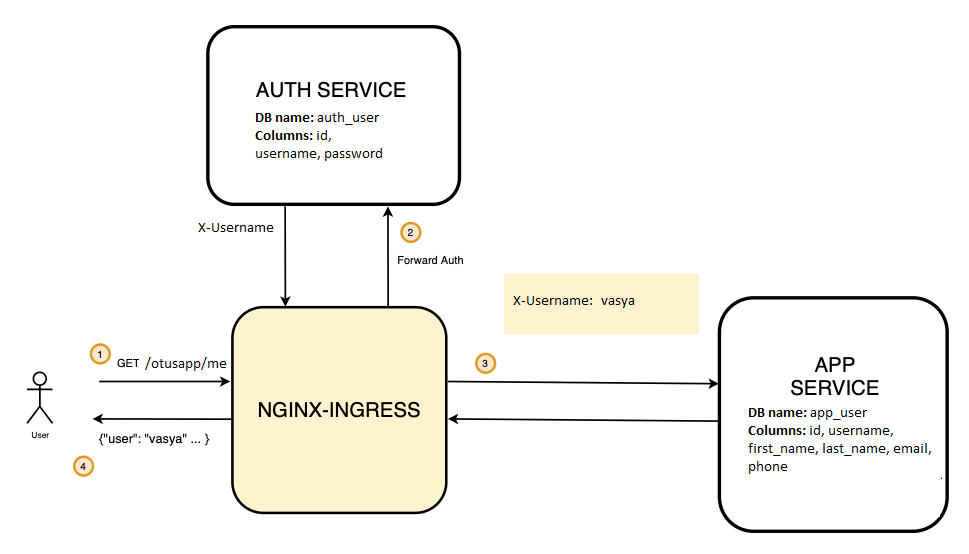 AUTH SERVICE
DB name: auth_user
Columns: id,
username, password
X-Username
2
Forward Auth
X-Username: vasya
1
GET /otusapp/me
3
NGINX-INGRESS
User
{"user": "vasya" ... }
4
APP
SERVICE
DB name: app_user
Columns: id, username,
first_name, last_name, email,
phone